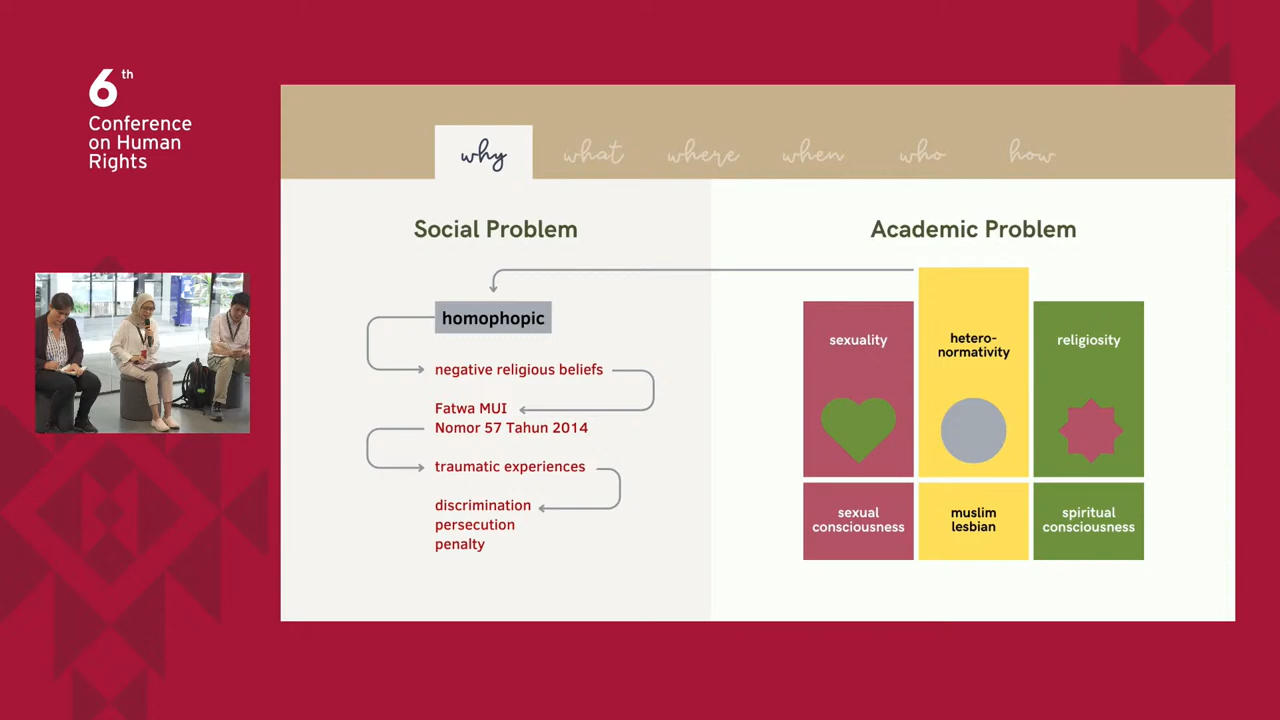 6th
Conference
on Human
Rights
why
what
where
when
who
how
Social Problem
homophopic
negative religious beliefs
Fatwa MUI
Nomor 57 Tahun 2014
traumatic experiences
discrimination
persecution
penalty
Academic Problem
sexuality
hetero-
normativity
religiosity
sexual
consciousness
muslim
lesbian
spiritual
consciousness